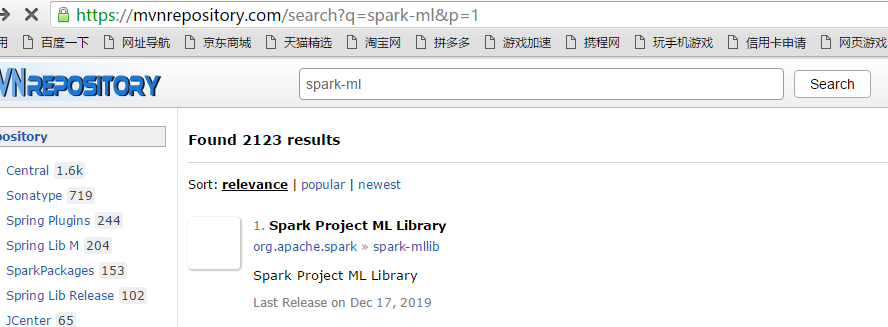 https://mvnrepository.com/search?q=spark-ml&p=1
用 百度一下 网址导航 京东商城 天猫精选 淘宝网 拼多多 游戏加速 携程网 玩手机游戏 信用卡申请 网页游戏
VNREPOSITORY spark-ml Search
pository
Central 1.6k
Sonatype 719
Spring Plugins 244
Spring Lib M 204
SparkPackages 153
Spring Lib Release 102
JCenter 65
Found 2123 results
Sort: relevance | popular | newest
1. Spark Project ML Library
org.apache.spark » spark-mllib
Spark Project ML Library
Last Release on Dec 17, 2019